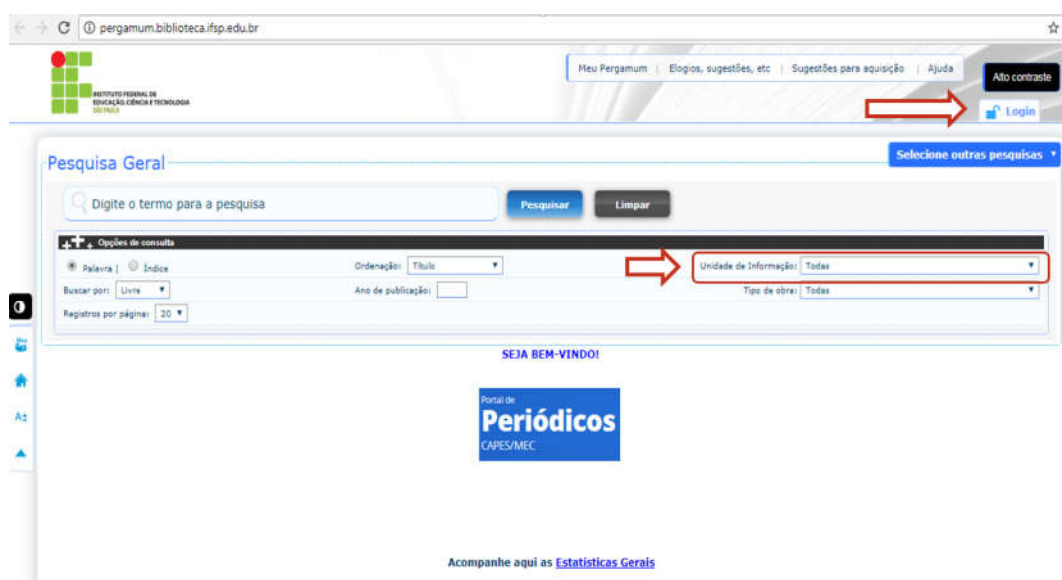 pergamum.biblioteca.ifsp.edu.br
Meu Pergamum | Elogios, sugestões, etc | Sugestões para aquisição | Ajuda
Alto contraste
INSTITUTO FEDERAL DE
EDUCAÇÃO, CIÊNCIA E TECNOLOGIA
SÃO PAULO
Login
Selecione outras pesquisas
Pesquisa Geral
Digite o termo para a pesquisa
Pesquisar
Limpar
Opções de consulta
Palavra | Índice
Ordenação: Título
Unidade de Informação: Todas
Buscar por: Livre
Ano de publicação:
Tipo de obra: Todas
Registros por página: 20
A±
SEJA BEM-VINDO!
Portal de
Periódicos
CAPES/MEC
Acompanhe aqui as Estatísticas Gerais